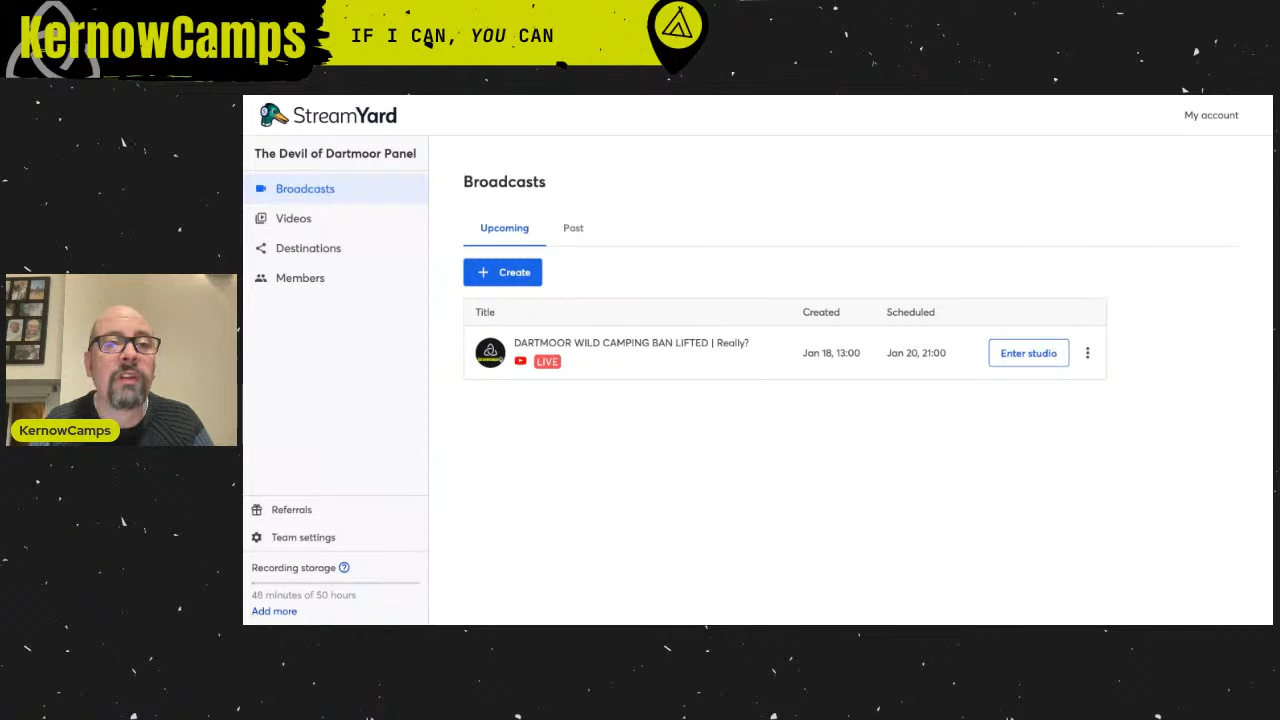 KernowCamps
IF I CAN, YOU CAN
StreamYard
My account
The Devil of Dartmoor Panel
Broadcasts
Videos
Destinations
Members
Referrals
Team settings
Recording storage
48 minutes of 50 hours
Add more
Broadcasts
Upcoming
Past
+ Create
Title
Created
Scheduled
DARTMOOR WILD CAMPING BAN LIFTED | Really?
LIVE
Jan 18, 13:00
Jan 20, 21:00
Enter studio
KernowCamps